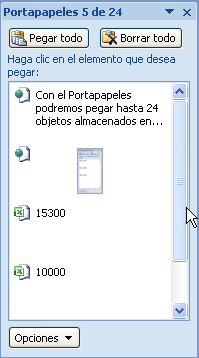 Portapapeles 5 de 24
Pegar todo
Borrar todo
Haga clic en el elemento que desea
pegar:
Con el Portapapeles
podremos pegar hasta 24
objetos almacenados en...
15300
10000
Opciones